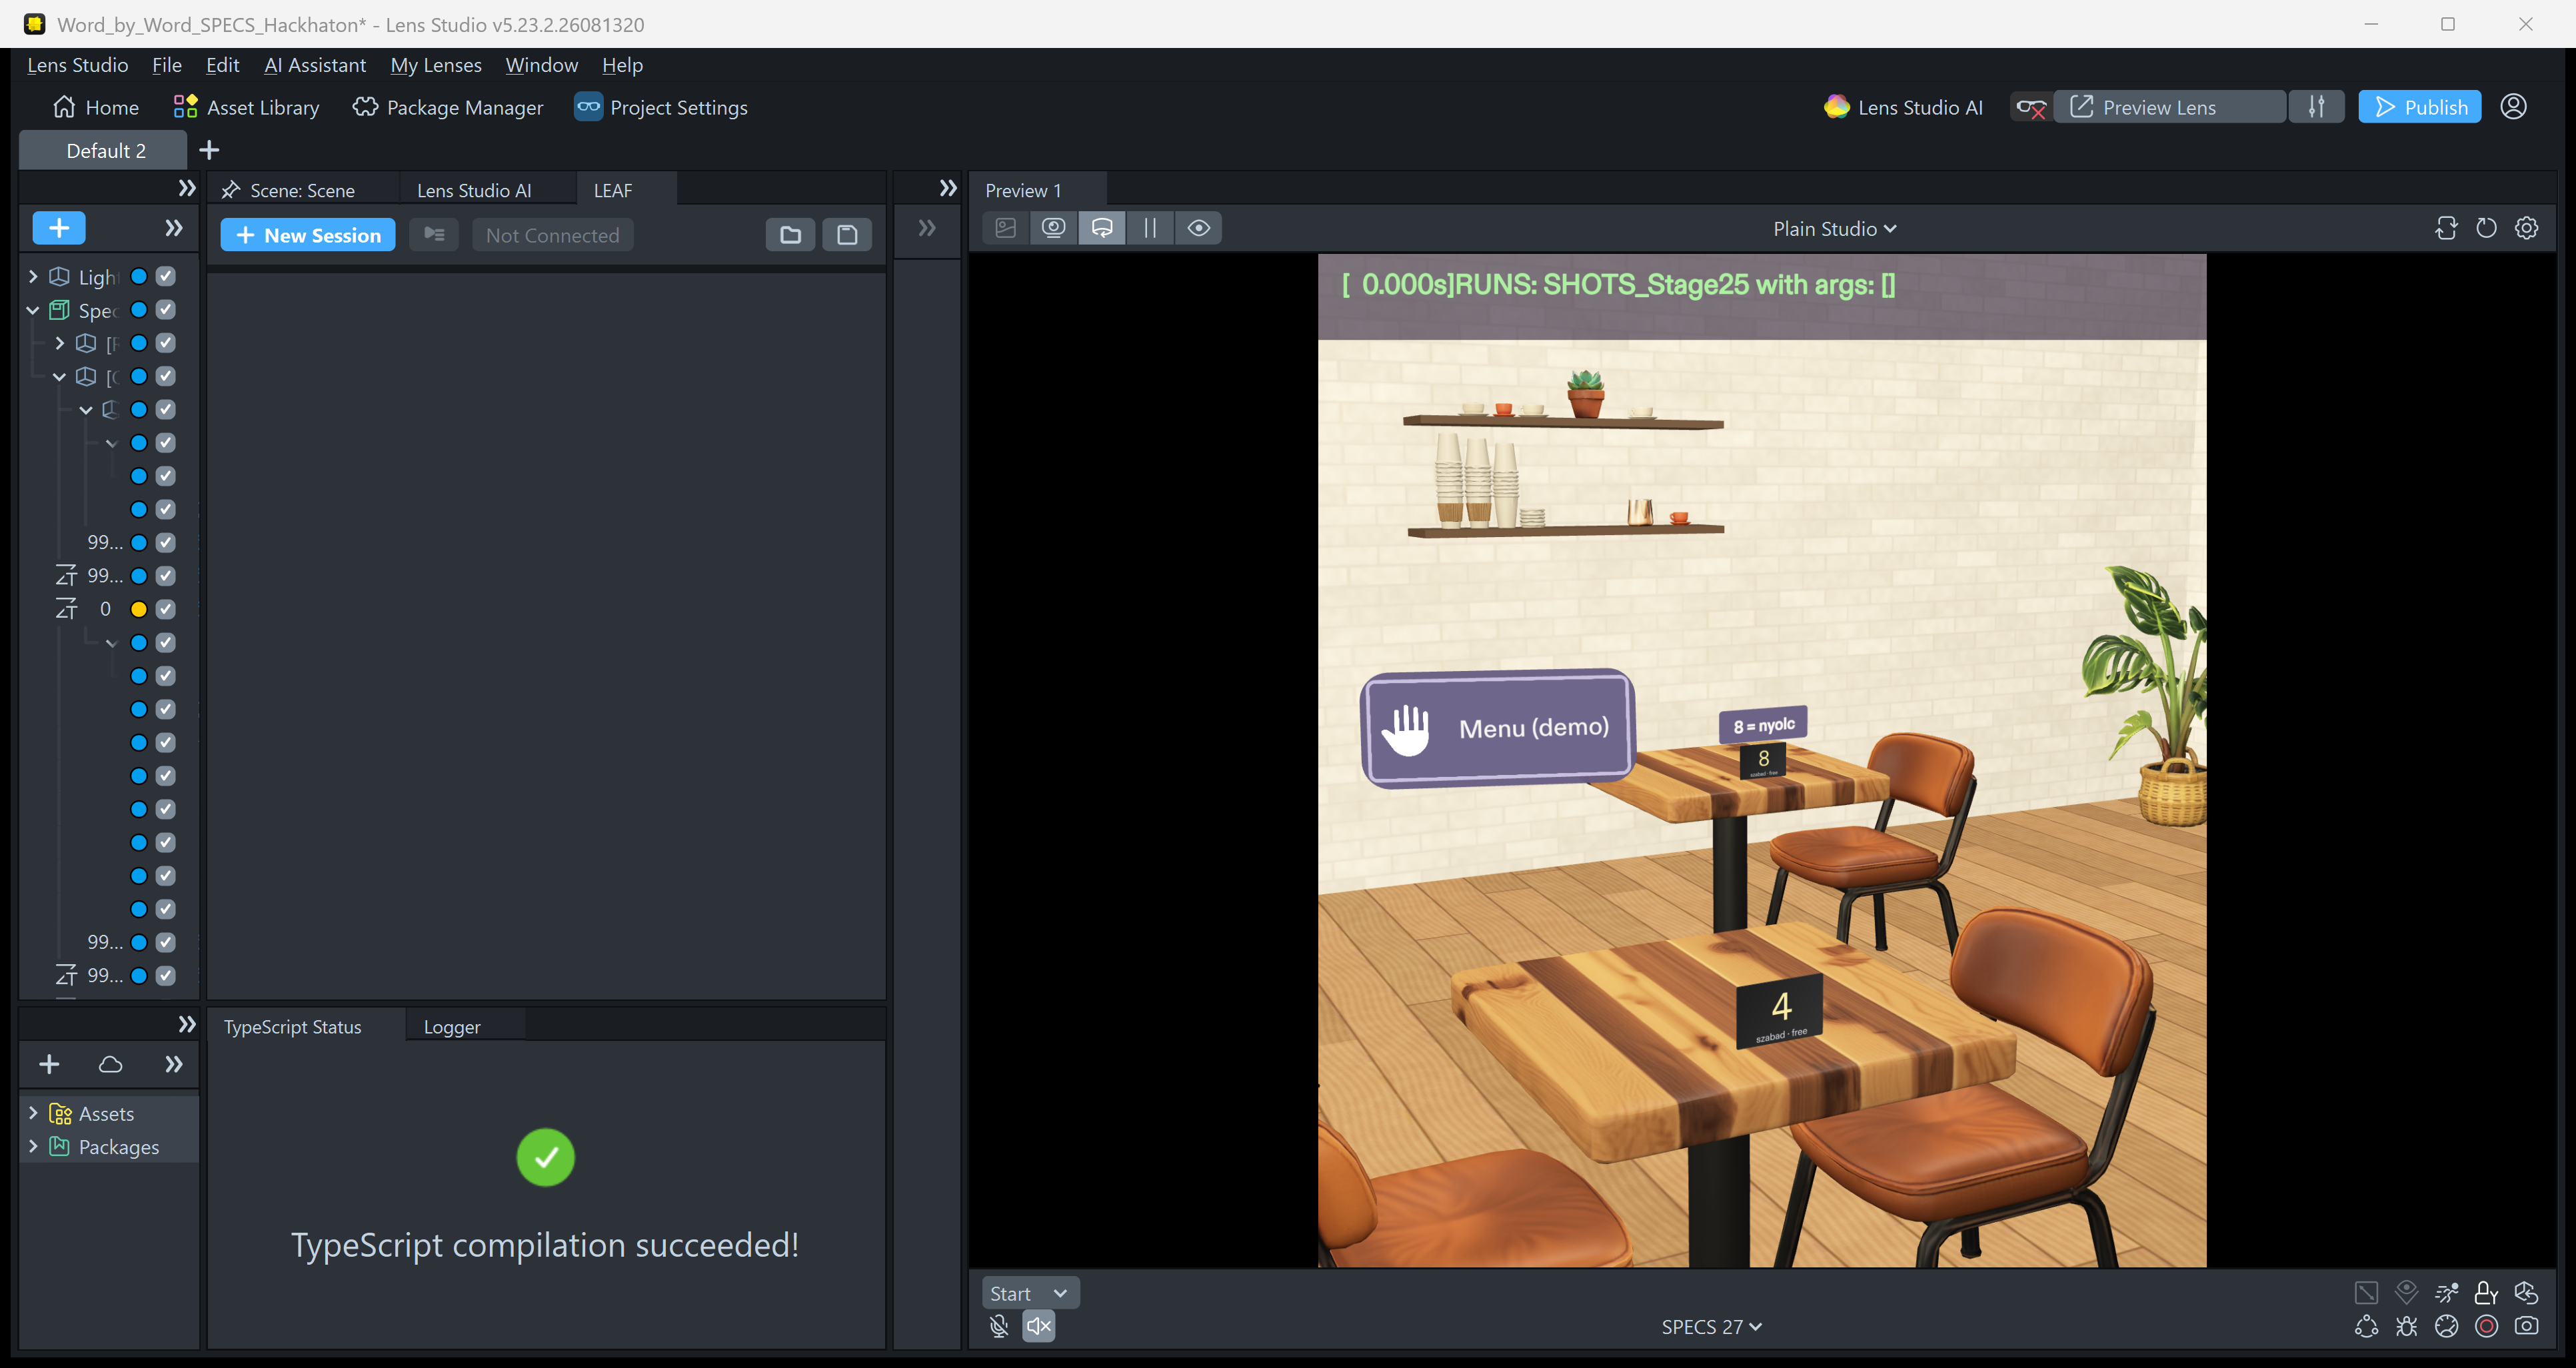 Word_by_Word_SPECS_Hackhaton* - Lens Studio v5.23.2.26081320
Lens Studio File Edit AI Assistant My Lenses Window Help
Home Asset Library Package Manager Project Settings
Lens Studio AI Preview Lens Publish
Default 2
Scene: Scene Lens Studio AI LEAF
Preview 1
New Session Not Connected
Plain Studio
[ 0.000s]RUNS: SHOTS_Stage25 with args: []
Ligh
Spec
99...
99...
0
99...
99...
Menu (demo)
8 = nyolc
8
szabad · free
4
szabad · free
TypeScript Status Logger
Assets
Packages
TypeScript compilation succeeded!
Start
SPECS 27